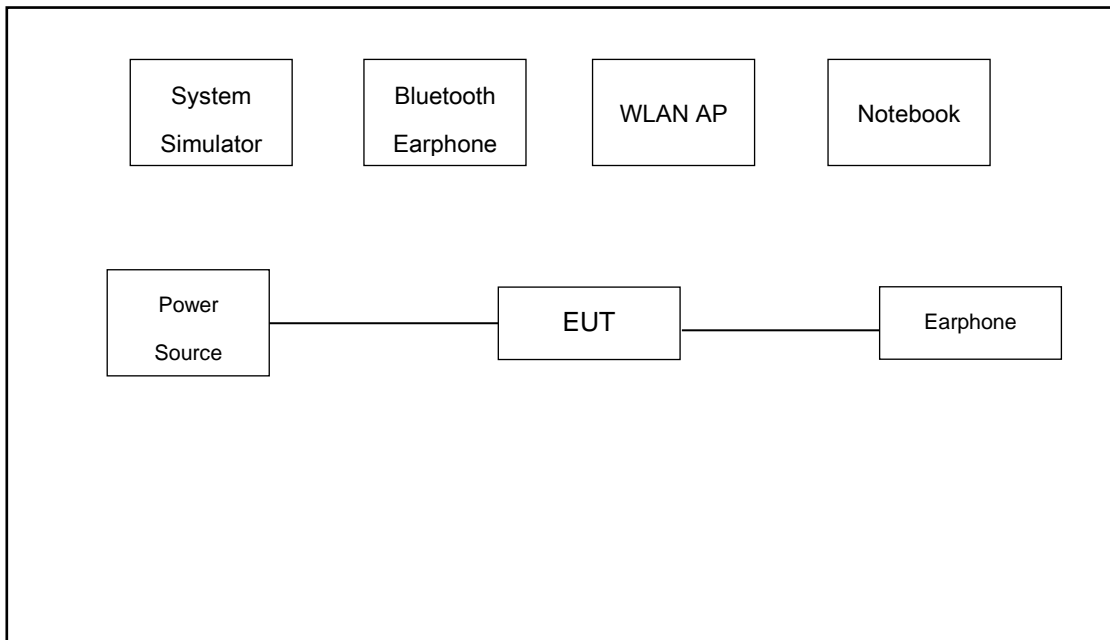 System
Simulator
Bluetooth
Earphone
WLAN AP
Notebook
Power
Source
EUT
Earphone